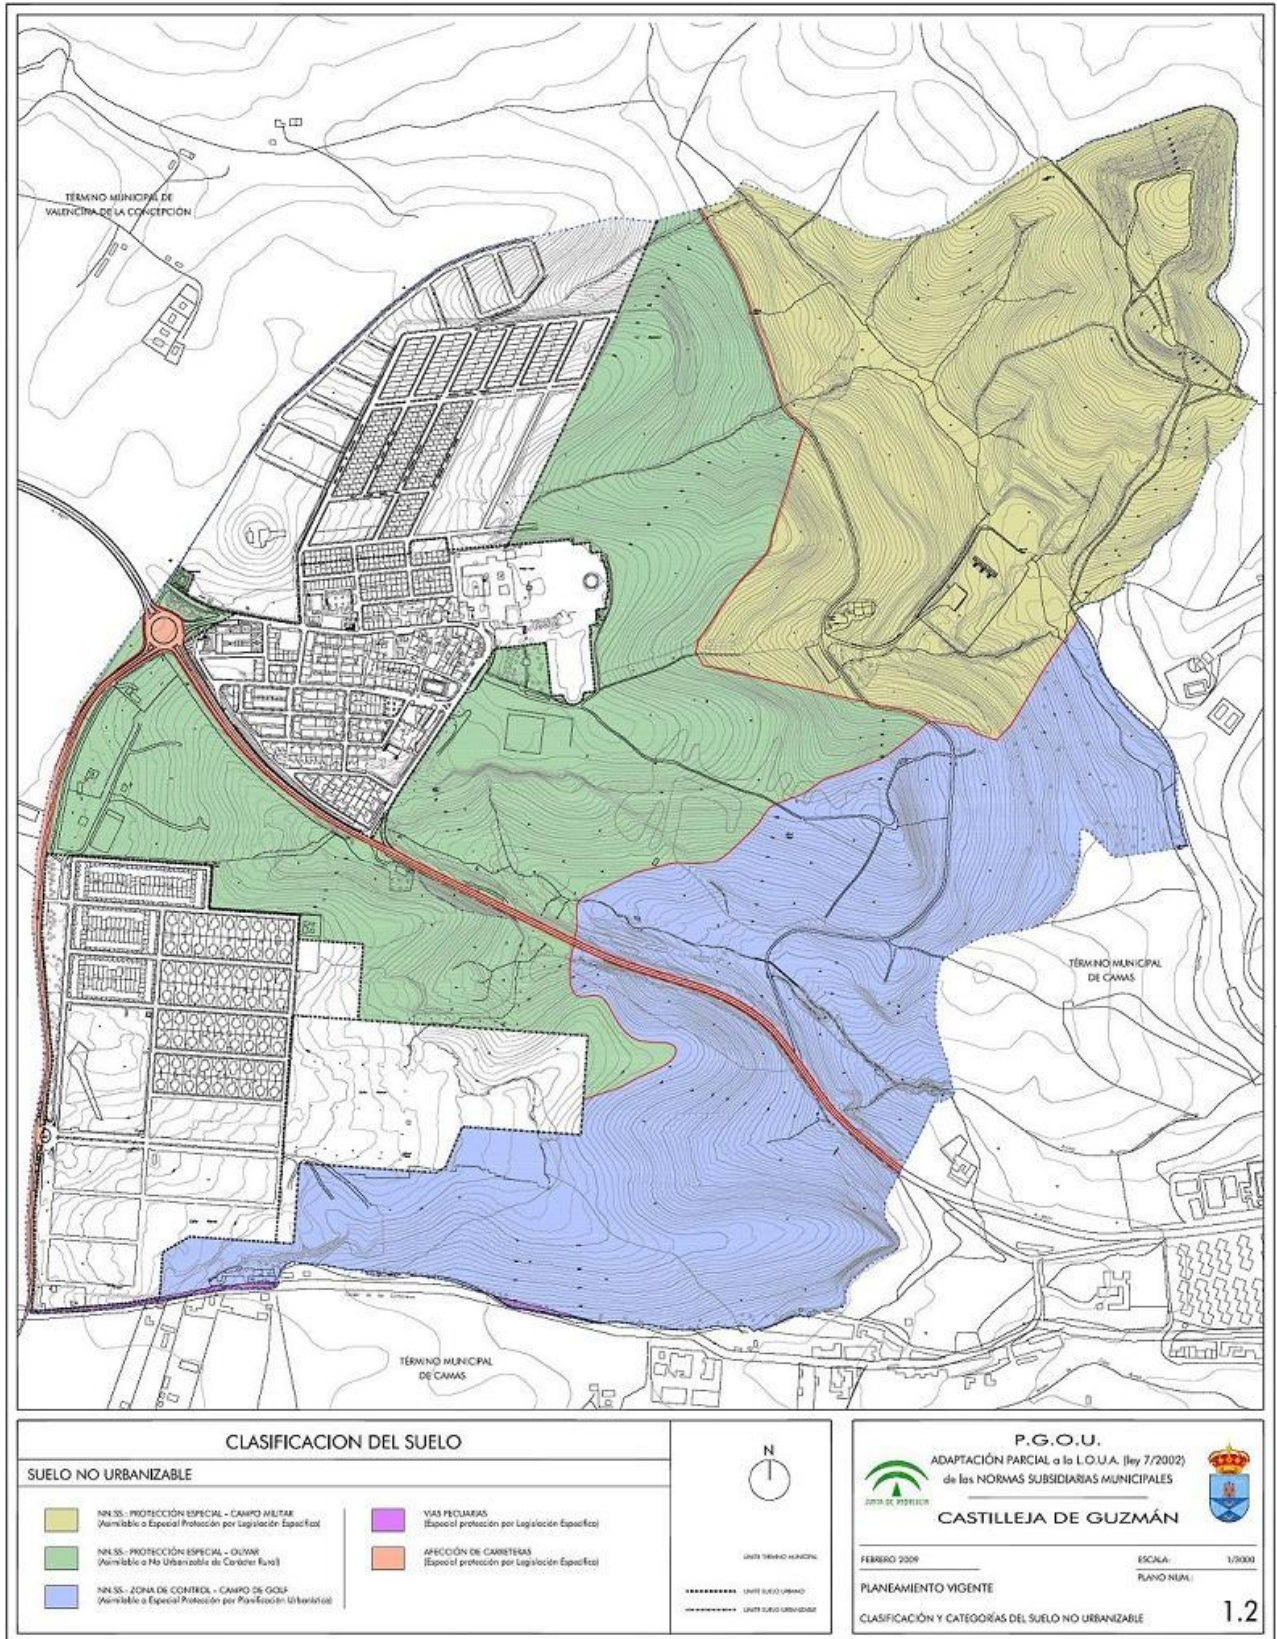 TÉRMINO MUNICIPAL DE
VALENCINA DE LA CONCEPCIÓN
TÉRMINO MUNICIPAL
DE CAMAS
TÉRMINO MUNICIPAL
DE CAMAS
CLASIFICACION DEL SUELO
SUELO NO URBANIZABLE
NN.SS.: PROTECCIÓN ESPECIAL - CAMPO MILITAR
(Asimilable a Especial Protección por Legislación Específica)
NN.SS.: PROTECCIÓN ESPECIAL - OLIVAR
(Asimilable a No Urbanizable de Carácter Rural)
NN.SS.- ZONA DE CONTROL - CAMPO DE GOLF
(Asimilable a Especial Protección por Planificación Urbanística)
VIAS PECUARIAS
(Especial protección por Legislación Específica)
AFECCIÓN DE CARRETERAS
(Especial protección por Legislación Específica)
N
LIMITE TÉRMINO MUNICIPAL
LIMITE SUELO URBANO
LIMITE SUELO URBANIZABLE
P.G.O.U.
ADAPTACIÓN PARCIAL a la L.O.U.A. (ley 7/2002)
de las NORMAS SUBSIDIARIAS MUNICIPALES
JUNTA DE ANDALUCIA
CASTILLEJA DE GUZMÁN
FEBRERO 2009
ESCALA: 1/3000
PLANO NUM.:
PLANEAMIENTO VIGENTE
1.2
CLASIFICACIÓN Y CATEGORÍAS DEL SUELO NO URBANIZABLE